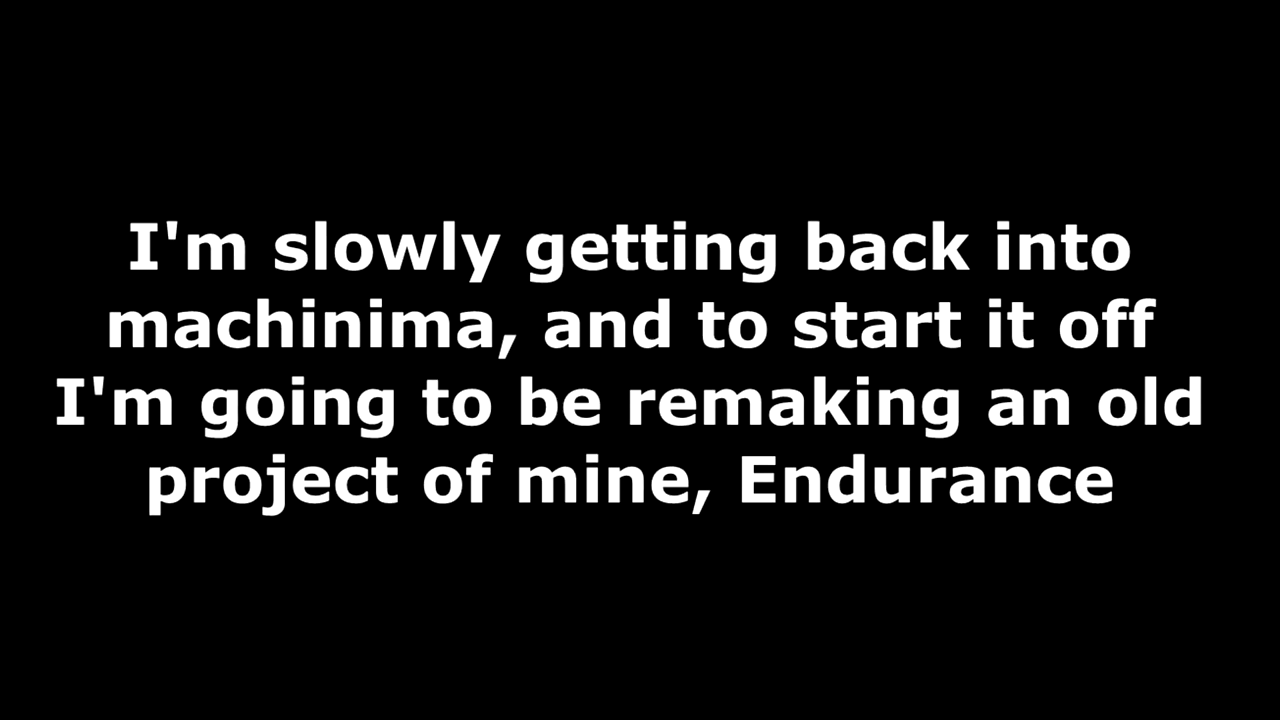 I'm slowly getting back into
machinima, and to start it off
I'm going to be remaking an old
project of mine, Endurance